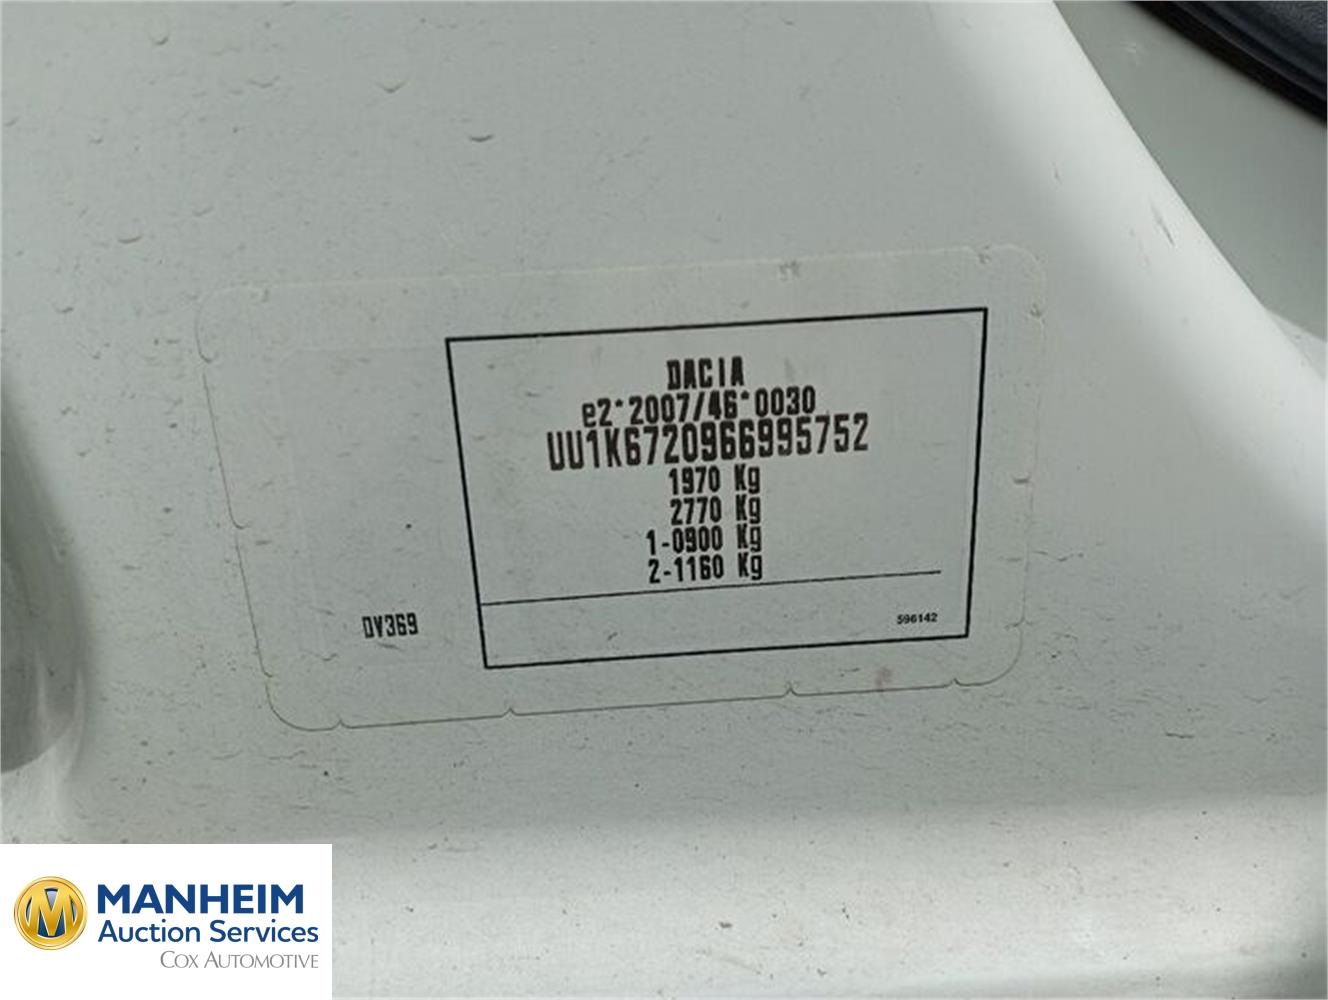 DACIA
e2*2007/46*0030
UU1K6720966995752
1970 Kg
2770 Kg
1-0900 Kg
2-1160 Kg
DV369
596142
MANHEIM
Auction Services
COX AUTOMOTIVE